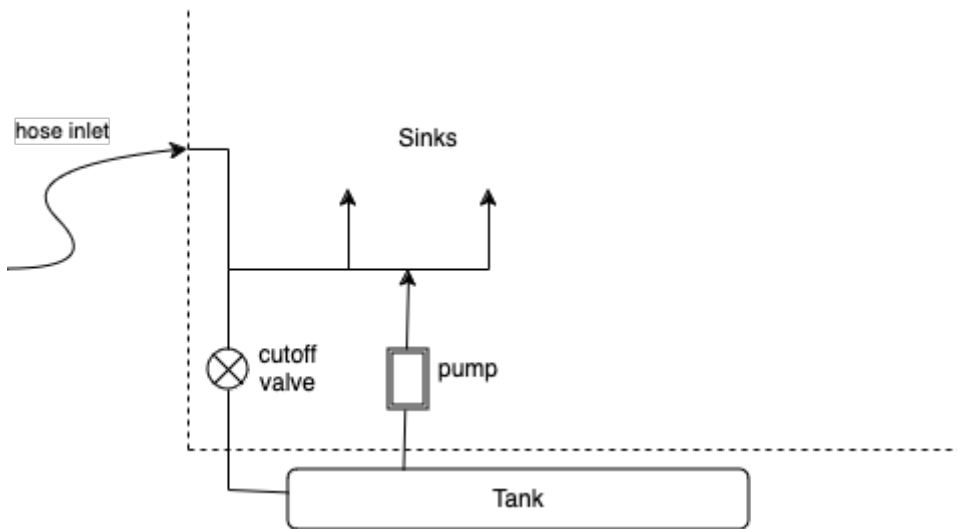 hose inlet
Sinks
cutoff
valve
pump
Tank